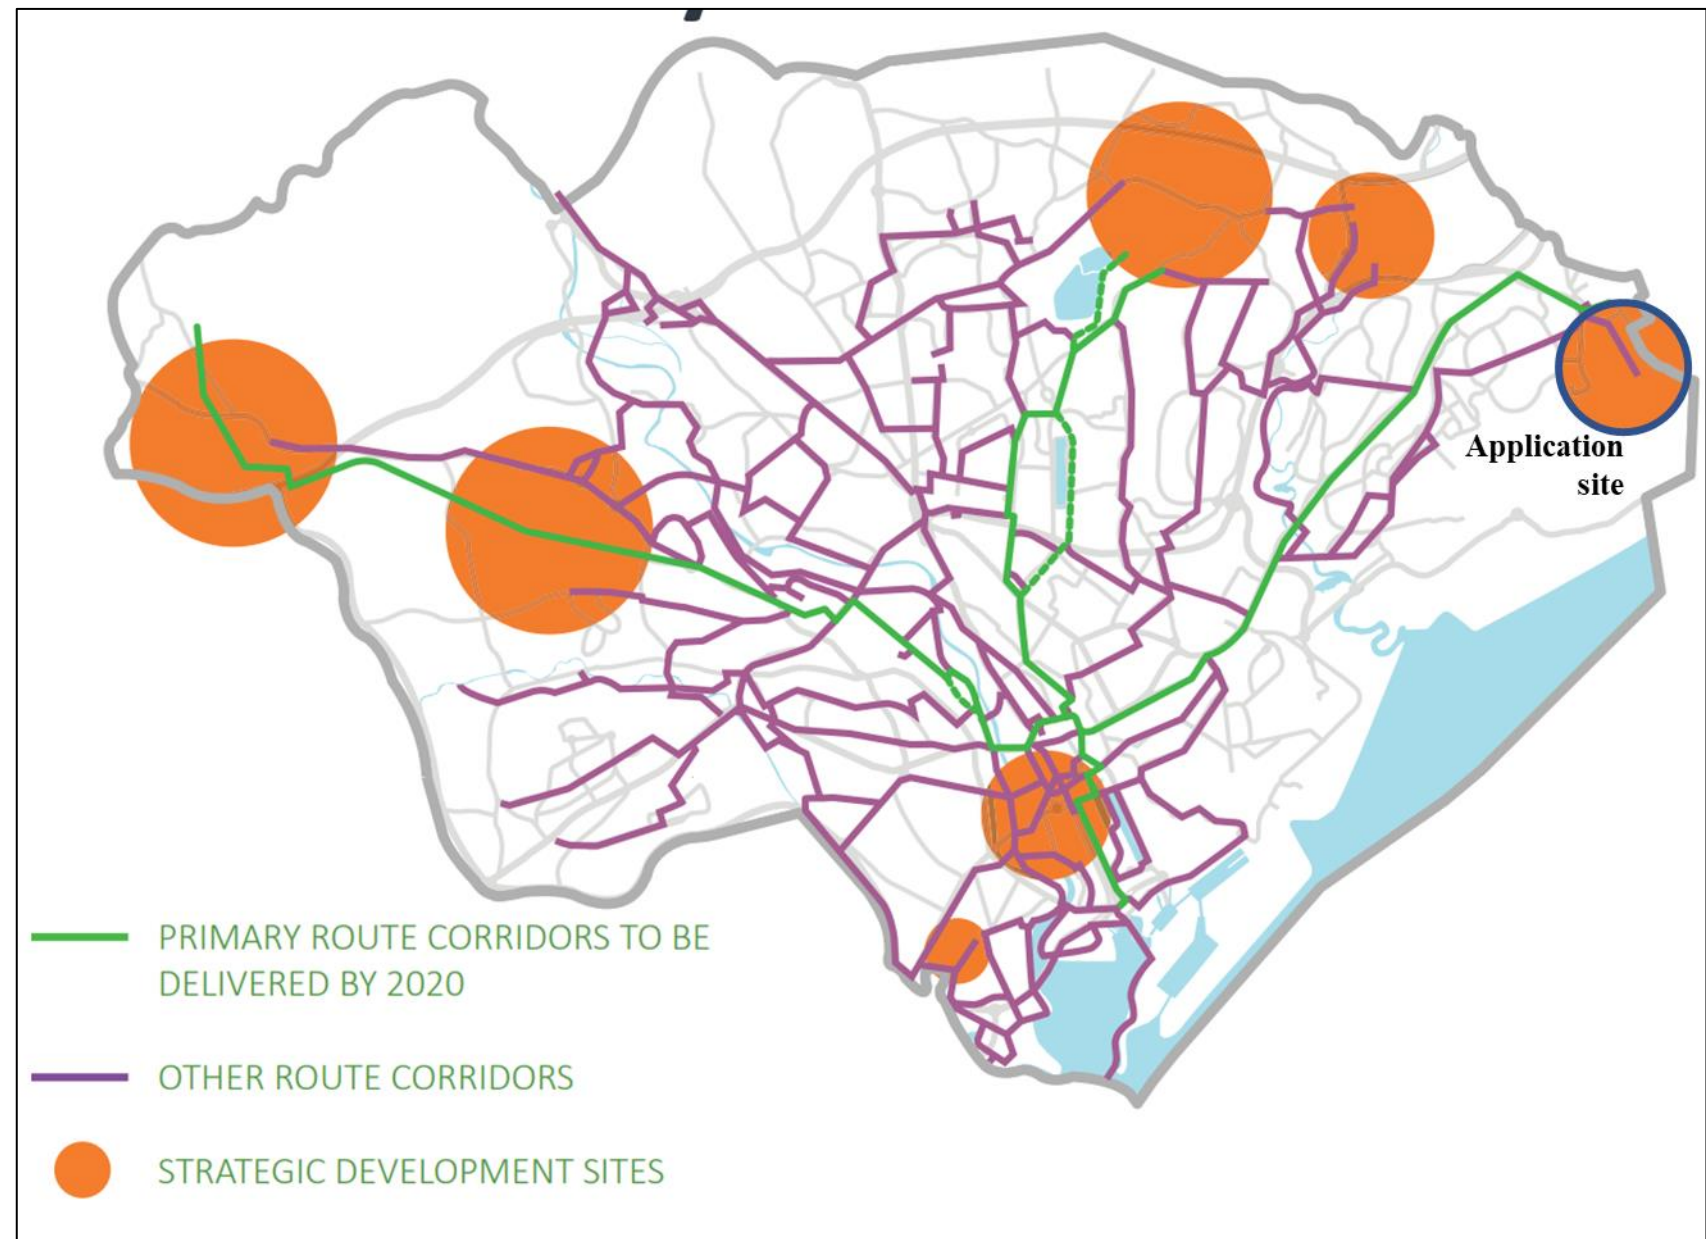 Application
site
PRIMARY ROUTE CORRIDORS TO BE
DELIVERED BY 2020
OTHER ROUTE CORRIDORS
STRATEGIC DEVELOPMENT SITES